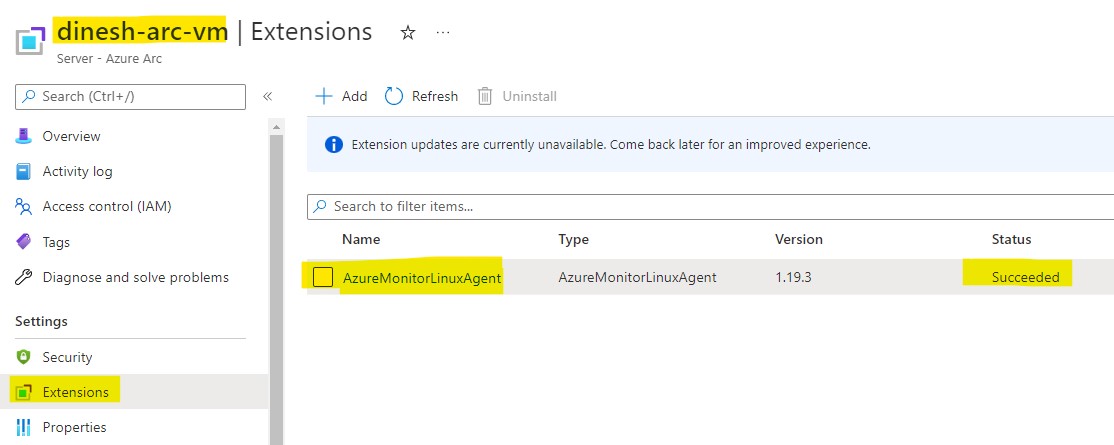 dinesh-arc-vm | Extensions ☆ ...
Server - Azure Arc
Search (Ctrl+/) «
Overview
Activity log
Access control (IAM)
Tags
Diagnose and solve problems
Settings
Security
Extensions
Properties
+ Add Refresh Uninstall
Extension updates are currently unavailable. Come back later for an improved experience.
Search to filter items...
Name Type Version Status
AzureMonitorLinuxAgent AzureMonitorLinuxAgent 1.19.3 Succeeded